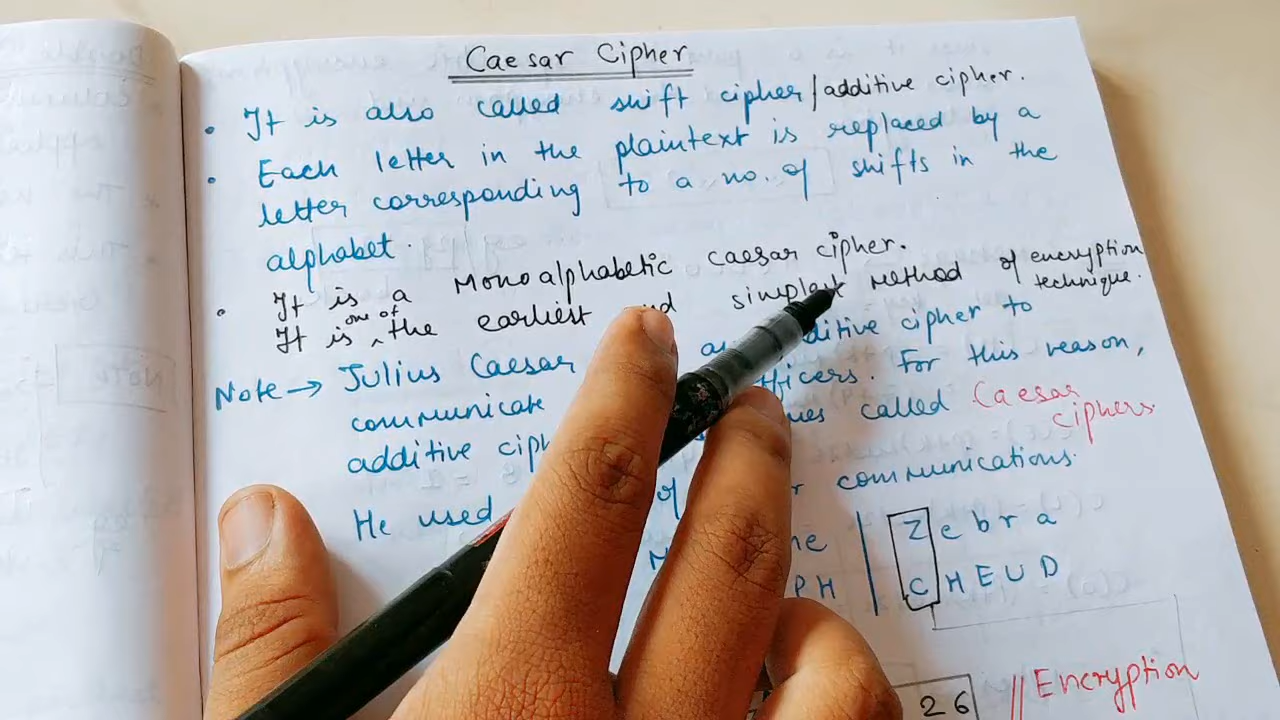 Caesar Cipher
• It is also called shift cipher/additive cipher.
• Each letter in the plaintext is replaced by a
letter corresponding to a no. of shifts in the
alphabet.
• It is a Monoalphabetic Caesar cipher.
It is one of the earliest simplest method of encryption
technique.
Note → Julius Caesar additive cipher to
communicate officers. For this reason,
additive called Caesar
ciphers
He used of communications.
Zebra
CHEUD
PH
26 // Encryption